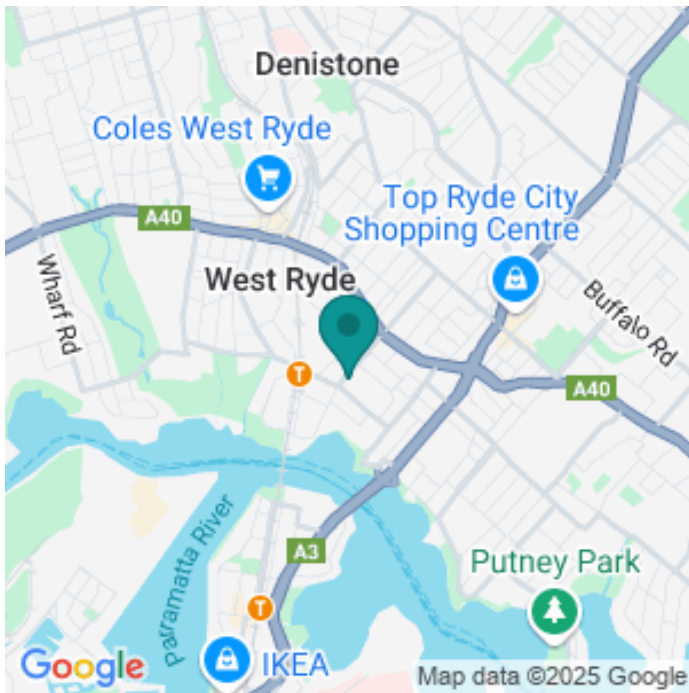 Denistone
Coles West Ryde
Top Ryde City
Shopping Centre
A40
West Ryde
Wharf Rd
Buffalo Rd
T
A40
Parramatta River
A3
Putney Park
T
IKEA
Google
Map data ©2025 Google